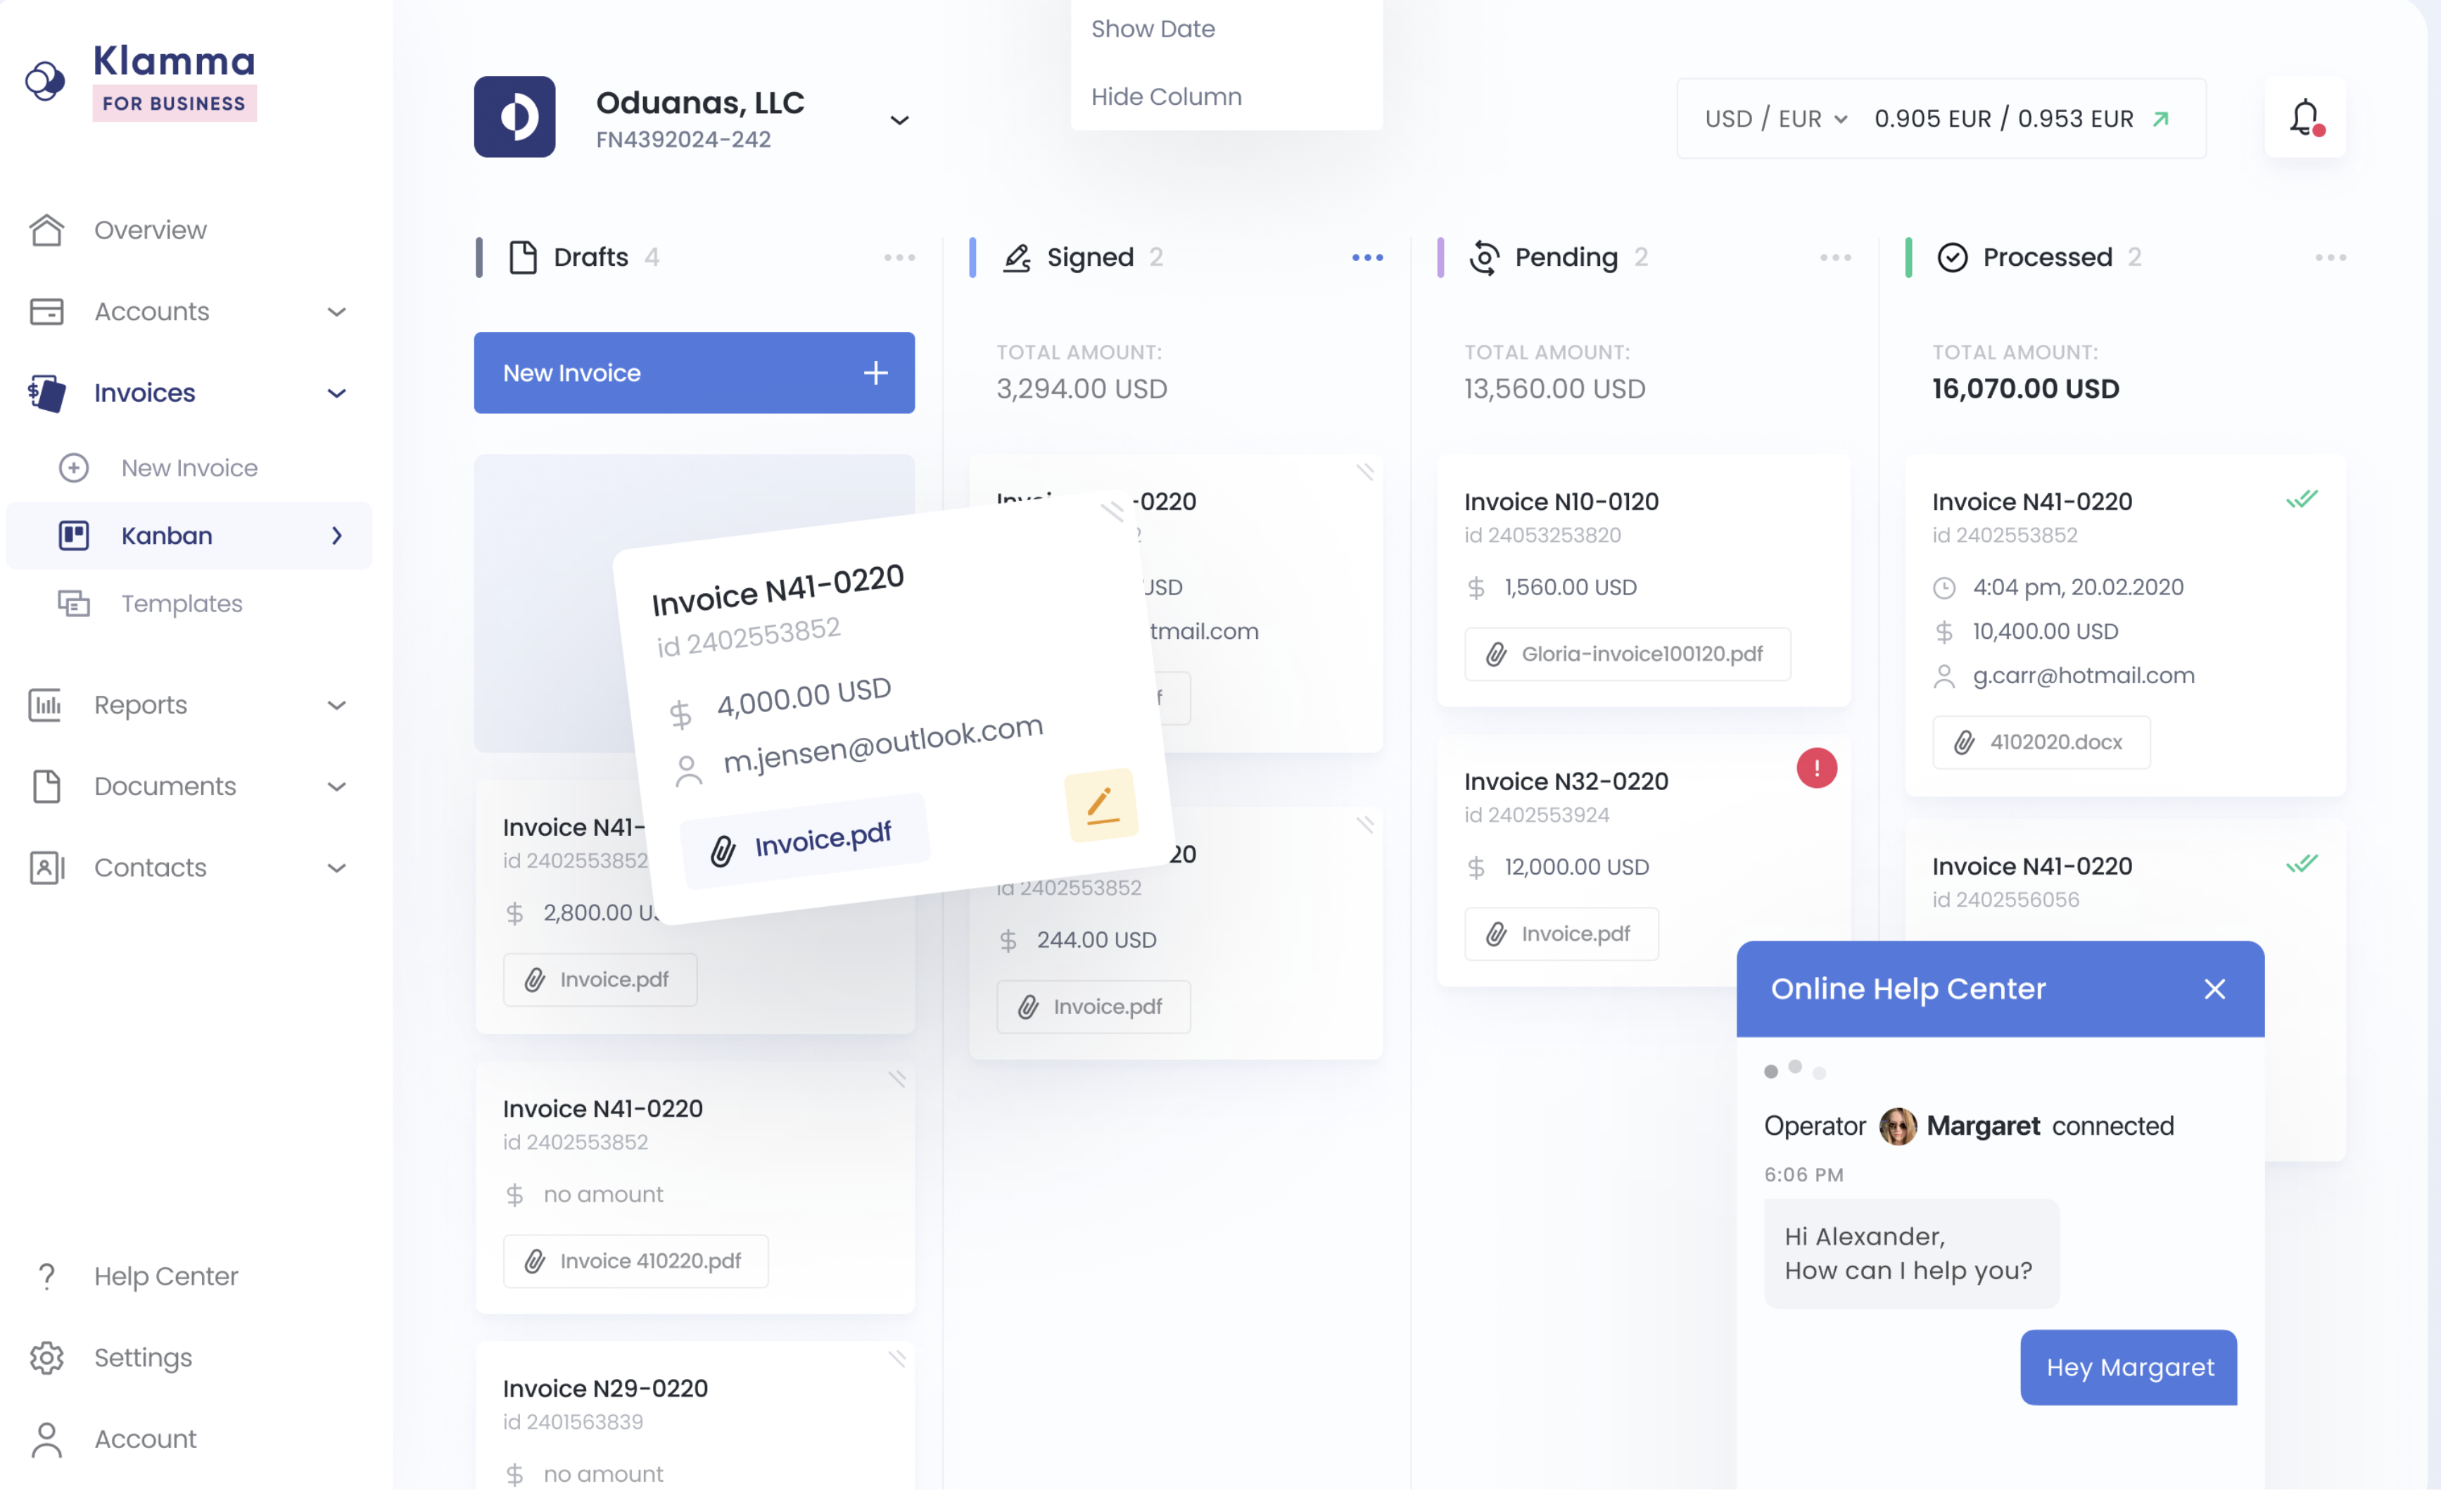 Klamma
FOR BUSINESS
Overview
Accounts
Invoices
New Invoice
Kanban
Templates
Reports
Documents
Contacts
Help Center
Settings
Account
Show Date
Hide Column
Oduanas, LLC
FN4392024-242
USD / EUR 0.905 EUR / 0.953 EUR
Drafts 4
New Invoice
Invoice N41-0220
id 2402553852
4,000.00 USD
m.jensen@outlook.com
Invoice.pdf
Invoice N41-
id 2402553852
2,800.00
Invoice.pdf
Invoice N41-0220
id 2402553852
no amount
Invoice 410220.pdf
Invoice N29-0220
id 2401563839
no amount
Signed 2
TOTAL AMOUNT:
3,294.00 USD
-0220
USD
tmail.com
20
id 2402553852
244.00 USD
Invoice.pdf
Pending 2
TOTAL AMOUNT:
13,560.00 USD
Invoice N10-0120
id 24053253820
1,560.00 USD
Gloria-invoice100120.pdf
Invoice N32-0220
id 2402553924
12,000.00 USD
Invoice.pdf
Processed 2
TOTAL AMOUNT:
16,070.00 USD
Invoice N41-0220
id 2402553852
4:04 pm, 20.02.2020
10,400.00 USD
g.carr@hotmail.com
4102020.docx
Invoice N41-0220
id 2402556056
Online Help Center
Operator Margaret connected
6:06 PM
Hi Alexander,
How can I help you?
Hey Margaret